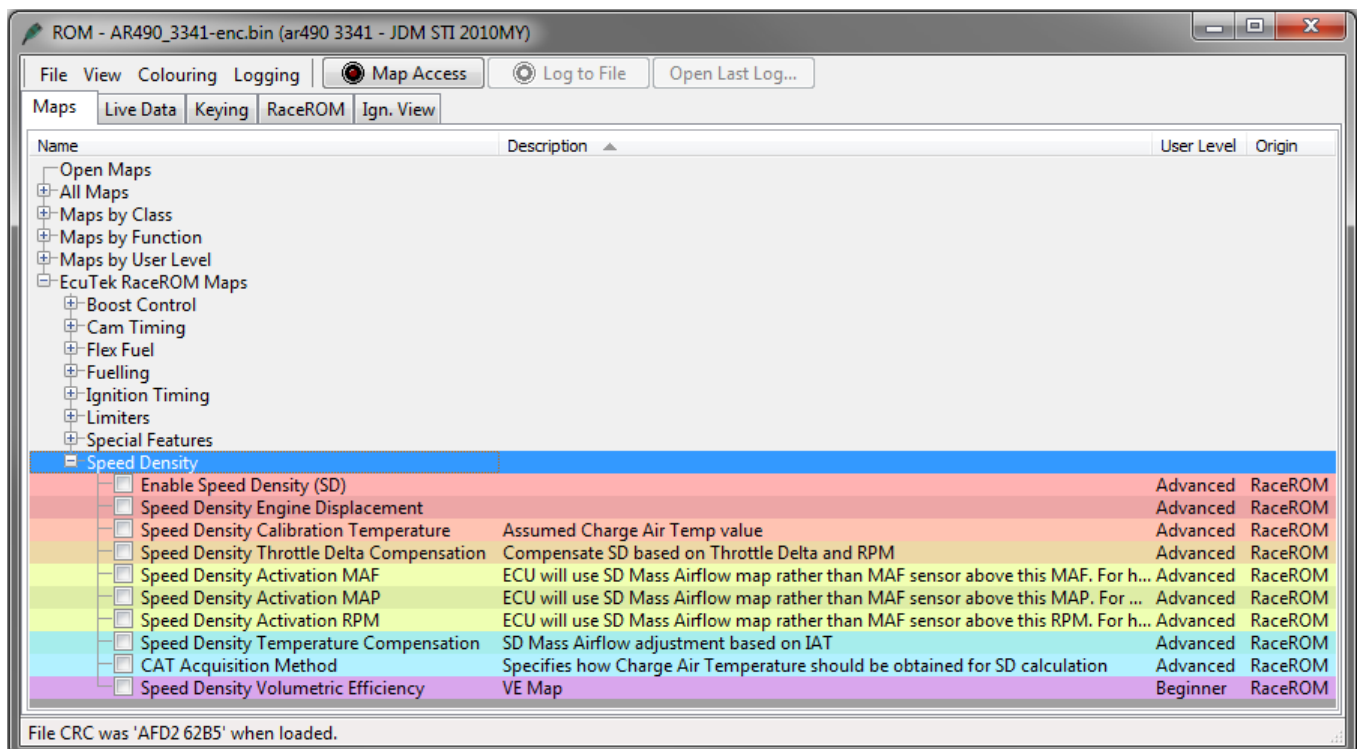 ROM - AR490_3341-enc.bin (ar490 3341 - JDM STI 2010MY)
File View Colouring Logging Map Access Log to File Open Last Log...
Maps Live Data Keying RaceROM Ign. View
Name Description User Level Origin
Open Maps
All Maps
Maps by Class
Maps by Function
Maps by User Level
EcuTek RaceROM Maps
Boost Control
Cam Timing
Flex Fuel
Fuelling
Ignition Timing
Limiters
Special Features
Speed Density
Enable Speed Density (SD) Advanced RaceROM
Speed Density Engine Displacement Advanced RaceROM
Speed Density Calibration Temperature Assumed Charge Air Temp value Advanced RaceROM
Speed Density Throttle Delta Compensation Compensate SD based on Throttle Delta and RPM Advanced RaceROM
Speed Density Activation MAF ECU will use SD Mass Airflow map rather than MAF sensor above this MAF. For h... Advanced RaceROM
Speed Density Activation MAP ECU will use SD Mass Airflow map rather than MAF sensor above this MAP. For ... Advanced RaceROM
Speed Density Activation RPM ECU will use SD Mass Airflow map rather than MAF sensor above this RPM. For h... Advanced RaceROM
Speed Density Temperature Compensation SD Mass Airflow adjustment based on IAT Advanced RaceROM
CAT Acquisition Method Specifies how Charge Air Temperature should be obtained for SD calculation Advanced RaceROM
Speed Density Volumetric Efficiency VE Map Beginner RaceROM
File CRC was 'AFD2 62B5' when loaded.